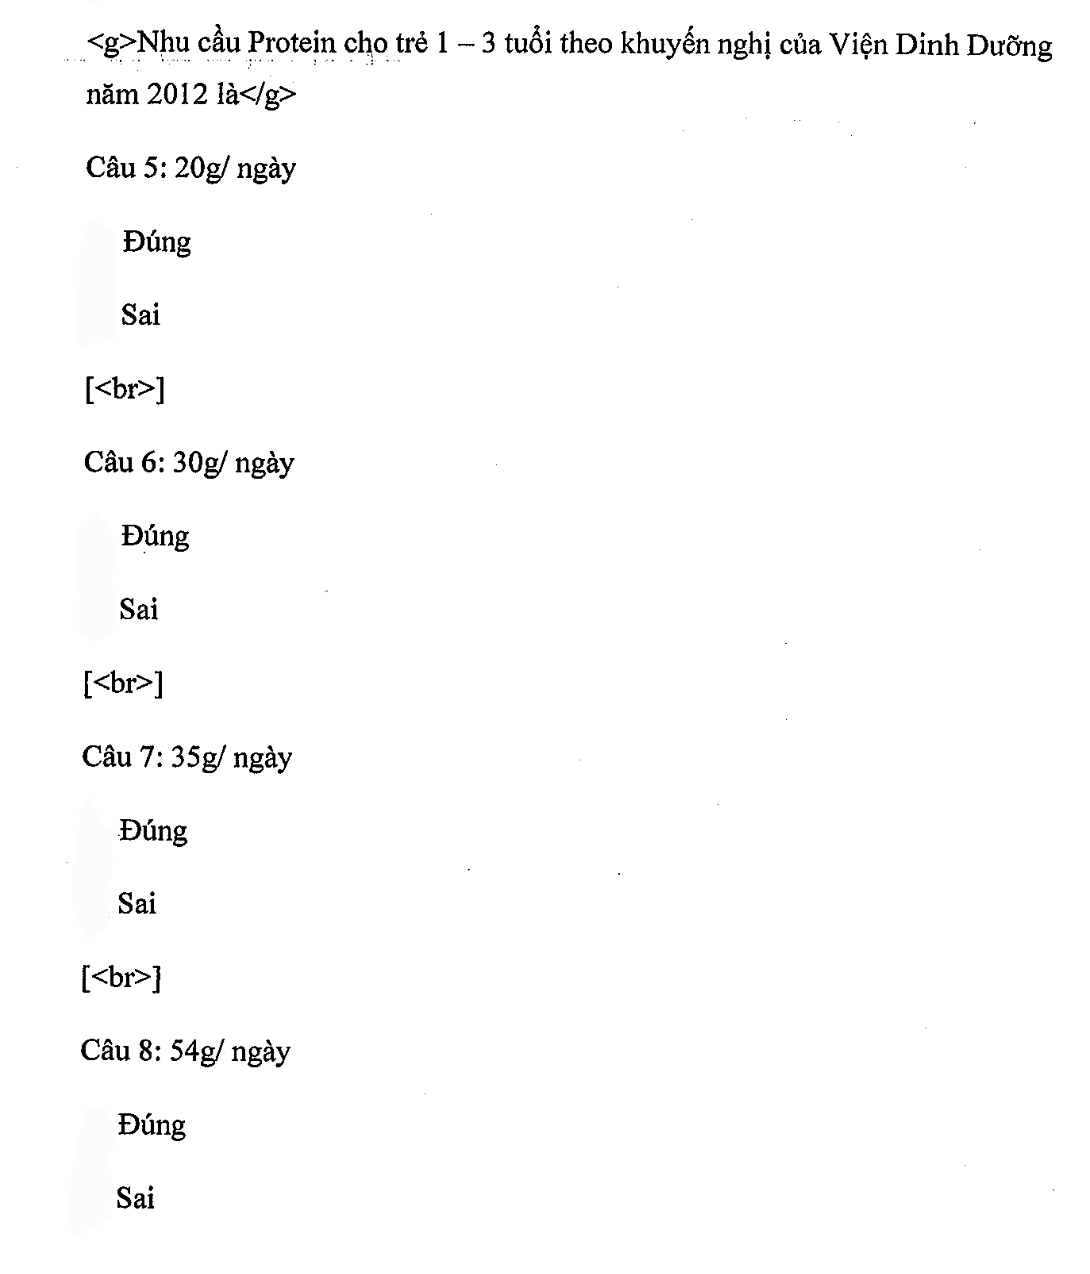 <g>Nhu cầu Protein cho trẻ 1 – 3 tuổi theo khuyến nghị của Viện Dinh Dưỡng
năm 2012 là</g>
Câu 5: 20g/ ngày
Đúng
Sai
[<br>]
Câu 6: 30g/ ngày
Đúng
Sai
[<br>]
Câu 7: 35g/ ngày
Đúng
Sai
[<br>]
Câu 8: 54g/ ngày
Đúng
Sai